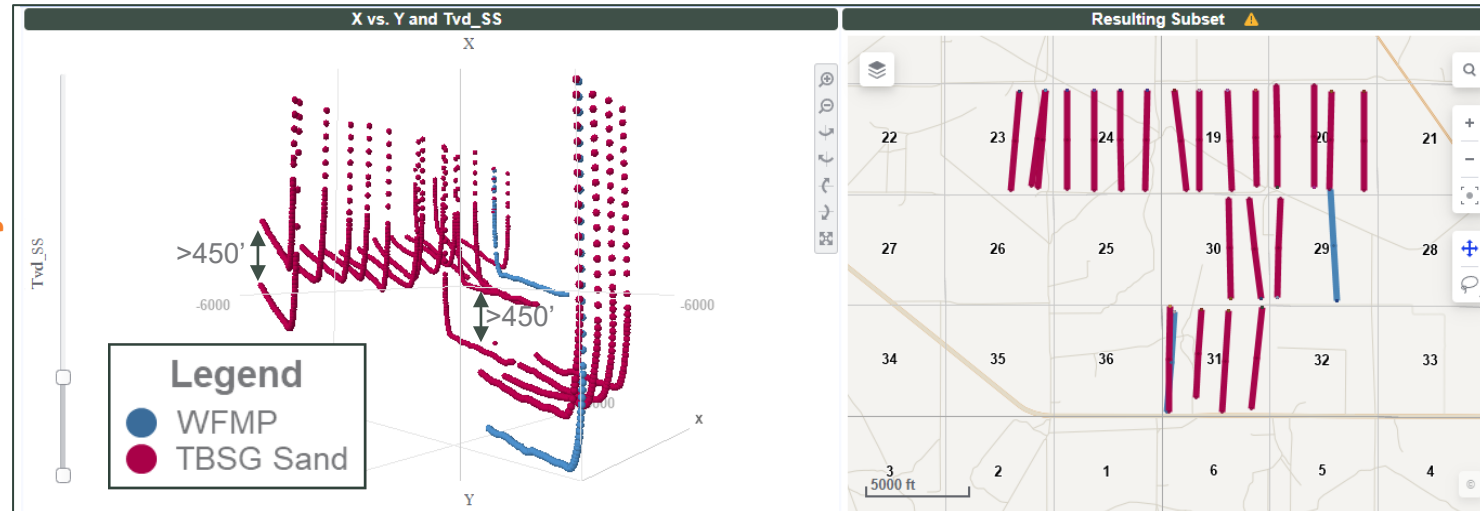 X vs. Y and Tvd_SS
X
Tvd_SS
>450’
-6000
-6000
>450’
X
Y
Legend
WFMP
TBSG Sand
Resulting Subset
22 23 24 19 20 21
27 26 25 30 29 28
34 35 36 31 32 33
3 2 1 6 5 4
5000 ft
©